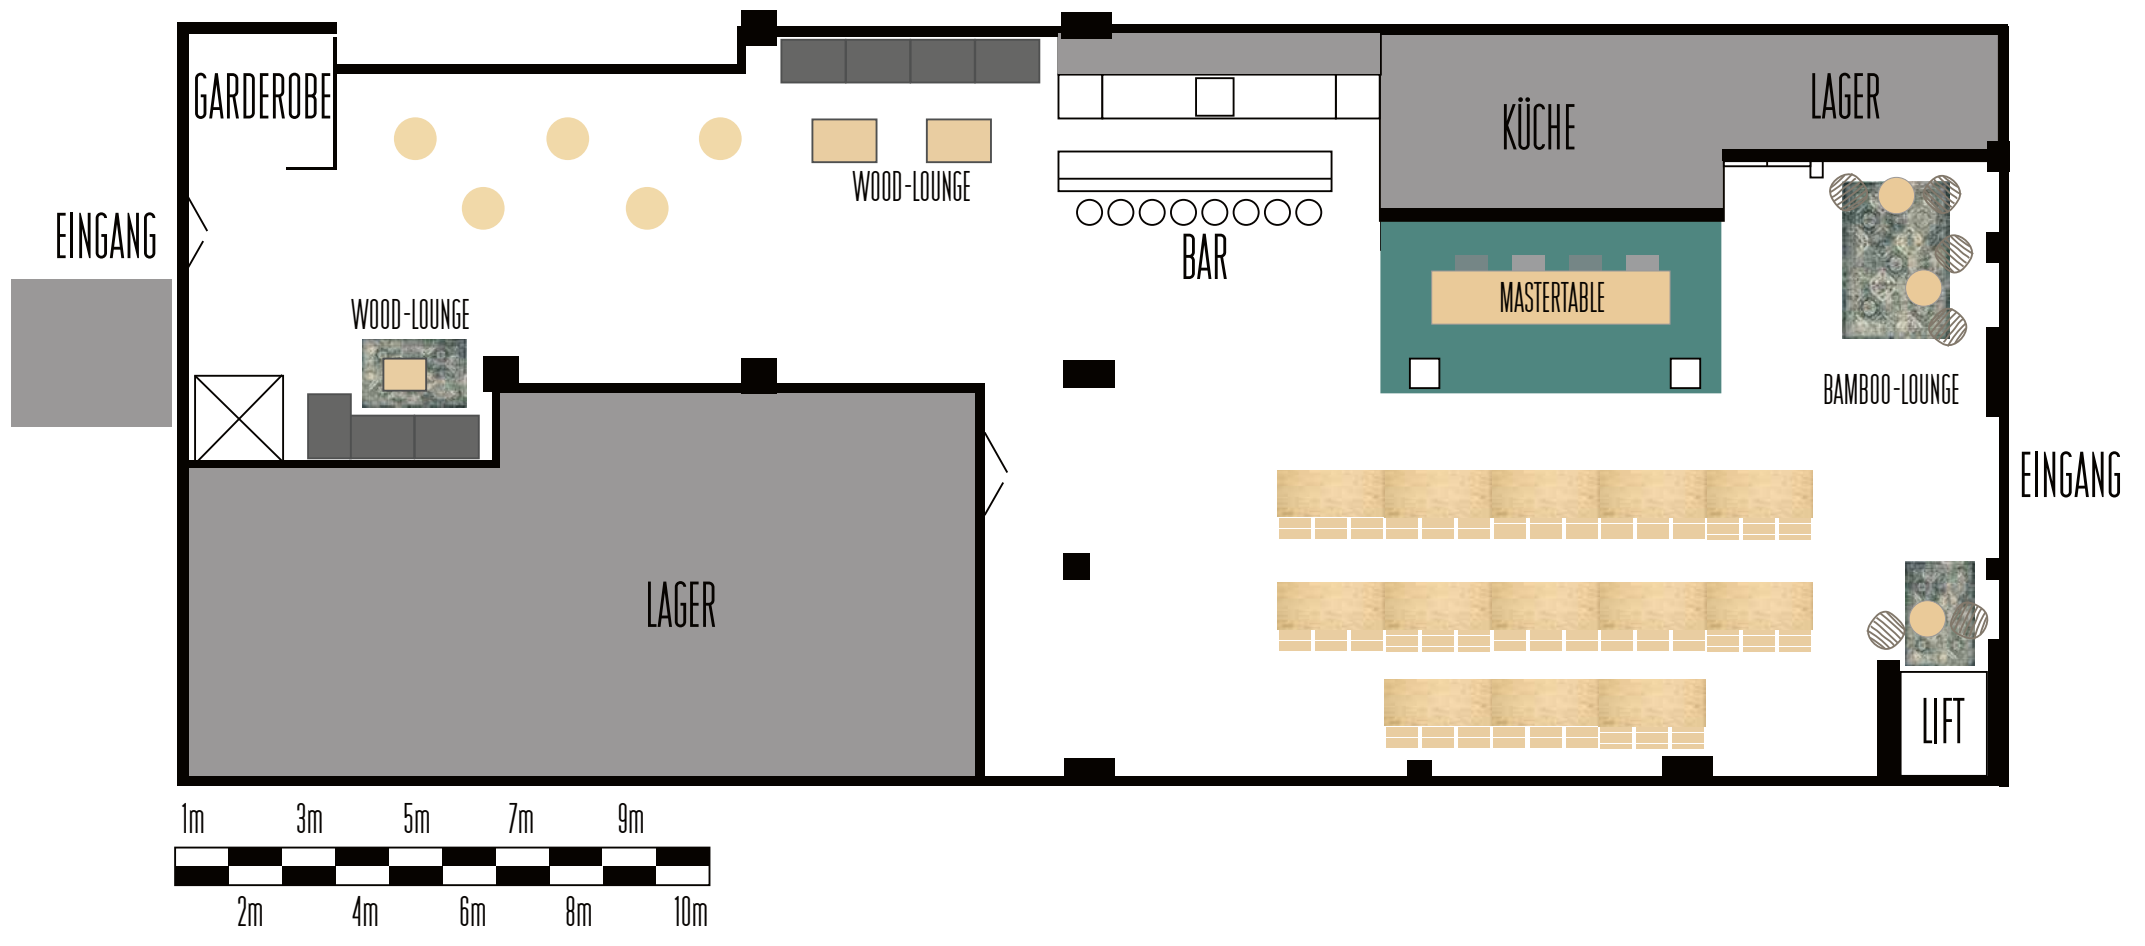 GARDEROBE
KÜCHE
LAGER
WOOD-LOUNGE
EINGANG
BAR
MASTERTABLE
WOOD-LOUNGE
BAMBOO-LOUNGE
EINGANG
LAGER
LIFT
1m 3m 5m 7m 9m
2m 4m 6m 8m 10m